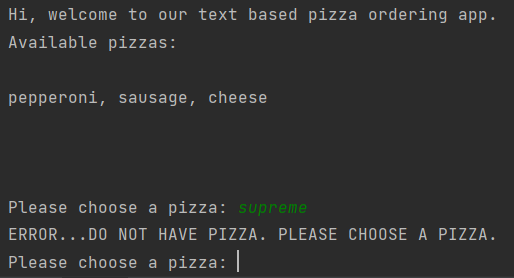 Hi, welcome to our text based pizza ordering app.
Available pizzas:
pepperoni, sausage, cheese
Please choose a pizza: supreme
ERROR...DO NOT HAVE PIZZA. PLEASE CHOOSE A PIZZA.
Please choose a pizza: